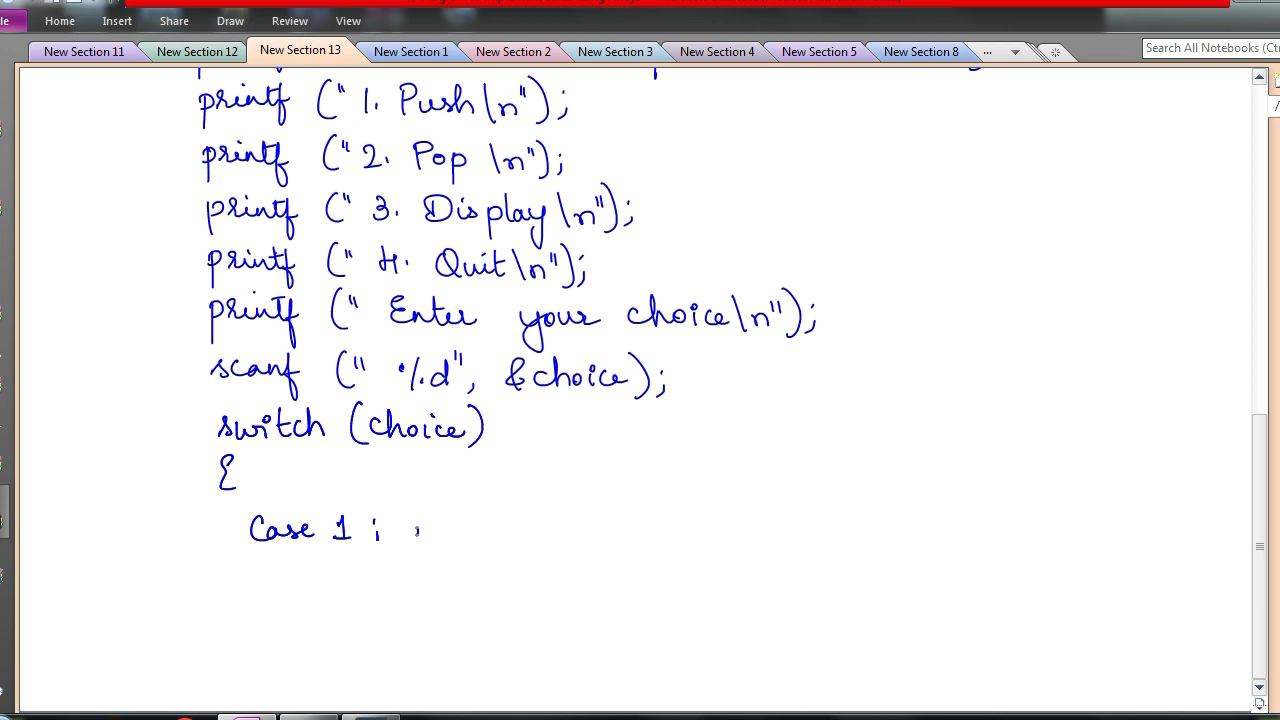 Home Insert Share Draw Review View
New Section 11 New Section 12 New Section 13 New Section 1 New Section 2 New Section 3 New Section 4 New Section 5 New Section 8 ... Search All Notebooks (Ct
printf (" 1. Push\n");
printf (" 2. Pop \n");
printf (" 3. Display\n");
printf (" 4. Quit\n");
printf (" Enter your choice\n");
scanf (" %d", &choice);
switch (choice)
{
Case 1 ;